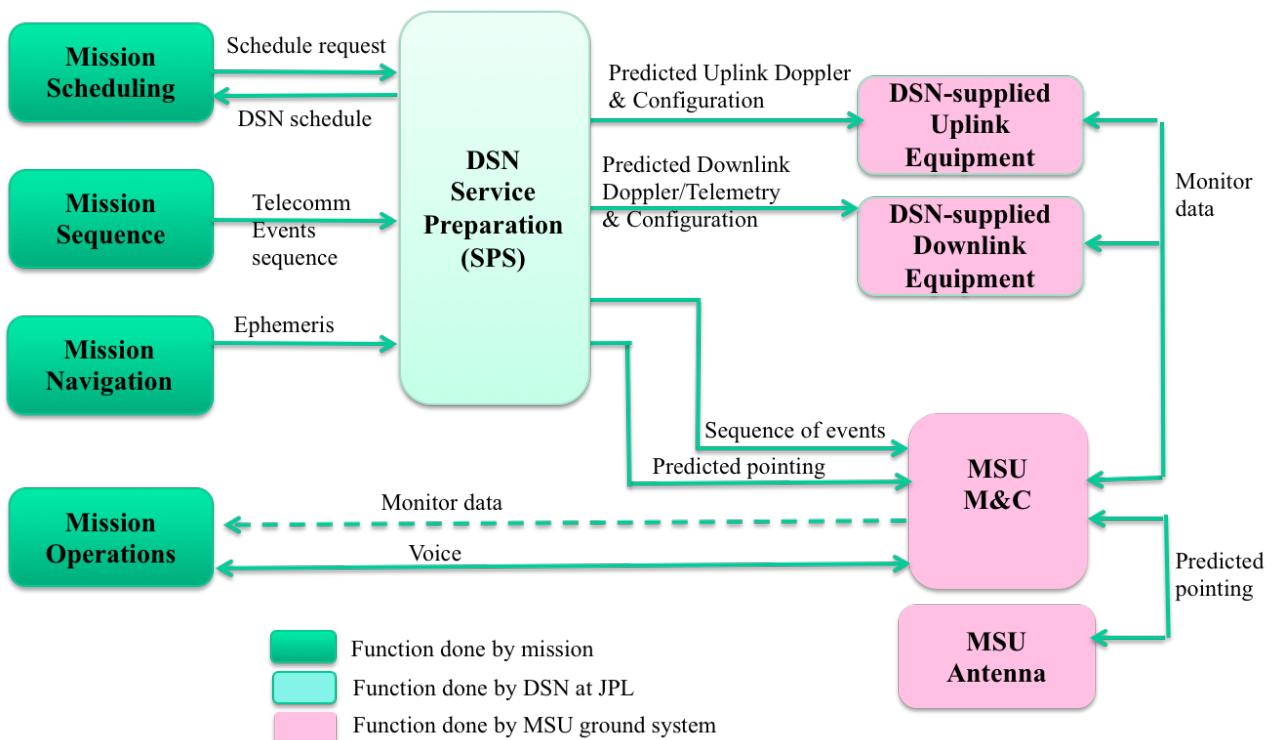 Mission
Scheduling
Schedule request
DSN schedule
Mission
Sequence
Telecomm
Events
sequence
Mission
Navigation
Ephemeris
DSN
Service
Preparation
(SPS)
Predicted Uplink Doppler
& Configuration
Predicted Downlink
Doppler/Telemetry
& Configuration
DSN-supplied
Uplink
Equipment
DSN-supplied
Downlink
Equipment
Monitor
data
Sequence of events
Predicted pointing
MSU
M&C
Mission
Operations
Monitor data
Voice
Predicted
pointing
MSU
Antenna
Function done by mission
Function done by DSN at JPL
Function done by MSU ground system